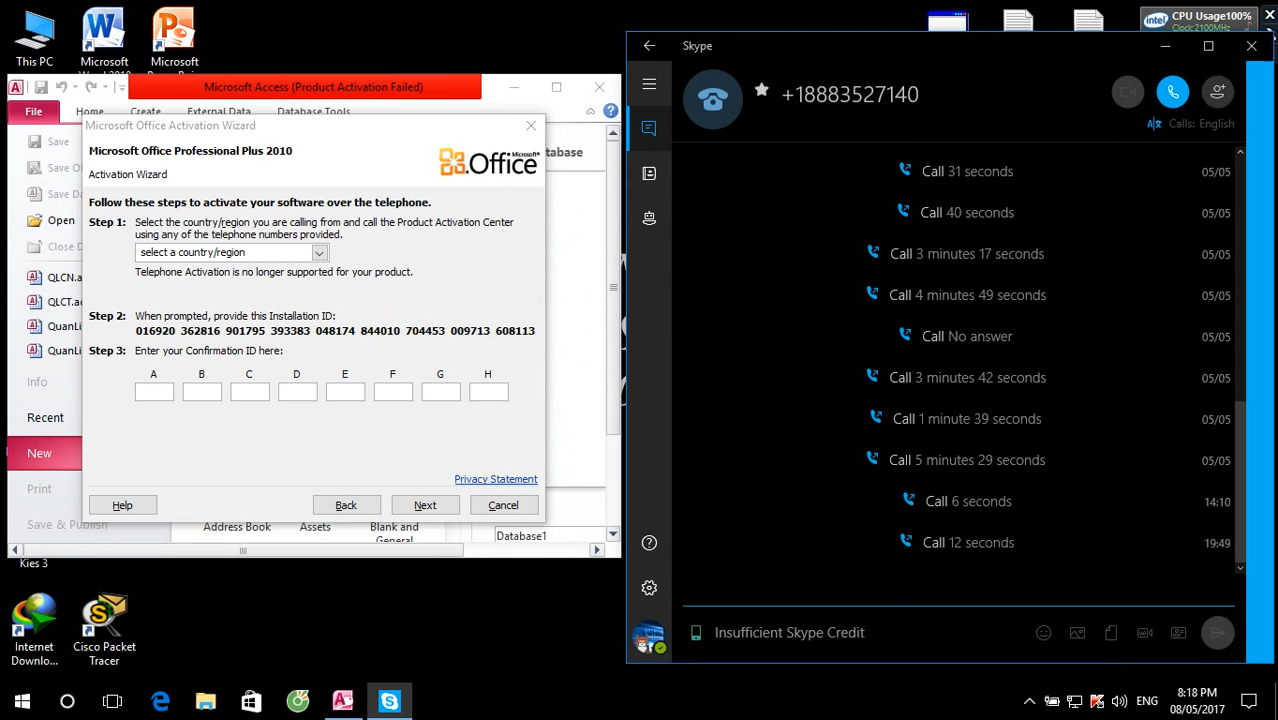 This PC
Microsoft
Word 2010
Microsoft
CPU Usage100%
Clock: 2100MHz
Microsoft Access (Product Activation Failed)
File
Home
Create
External Data
Database Tools
Save
Open
Info
Recent
New
Print
Save & Publish
Microsoft Office Activation Wizard
Microsoft Office Professional Plus 2010
Activation Wizard
Microsoft
Office
Follow these steps to activate your software over the telephone.
Step 1:
Select the country/region you are calling from and call the Product Activation Center
using any of the telephone numbers provided.
select a country/region
Telephone Activation is no longer supported for your product.
Step 2:
When prompted, provide this Installation ID:
016920 362816 901795 393383 048174 844010 704453 009713 608113
Step 3:
Enter your Confirmation ID here:
A B C D E F G H
Privacy Statement
Help
Back
Next
Cancel
Address Book
Assets
Blank and
General
Database1
Kies 3
Internet
Downlo...
Cisco Packet
Tracer
Skype
+18883527140
Calls: English
Call 31 seconds 05/05
Call 40 seconds 05/05
Call 3 minutes 17 seconds 05/05
Call 4 minutes 49 seconds 05/05
Call No answer 05/05
Call 3 minutes 42 seconds 05/05
Call 1 minute 39 seconds 05/05
Call 5 minutes 29 seconds 05/05
Call 6 seconds 14:10
Call 12 seconds 19:49
Insufficient Skype Credit
ENG
8:18 PM
08/05/2017